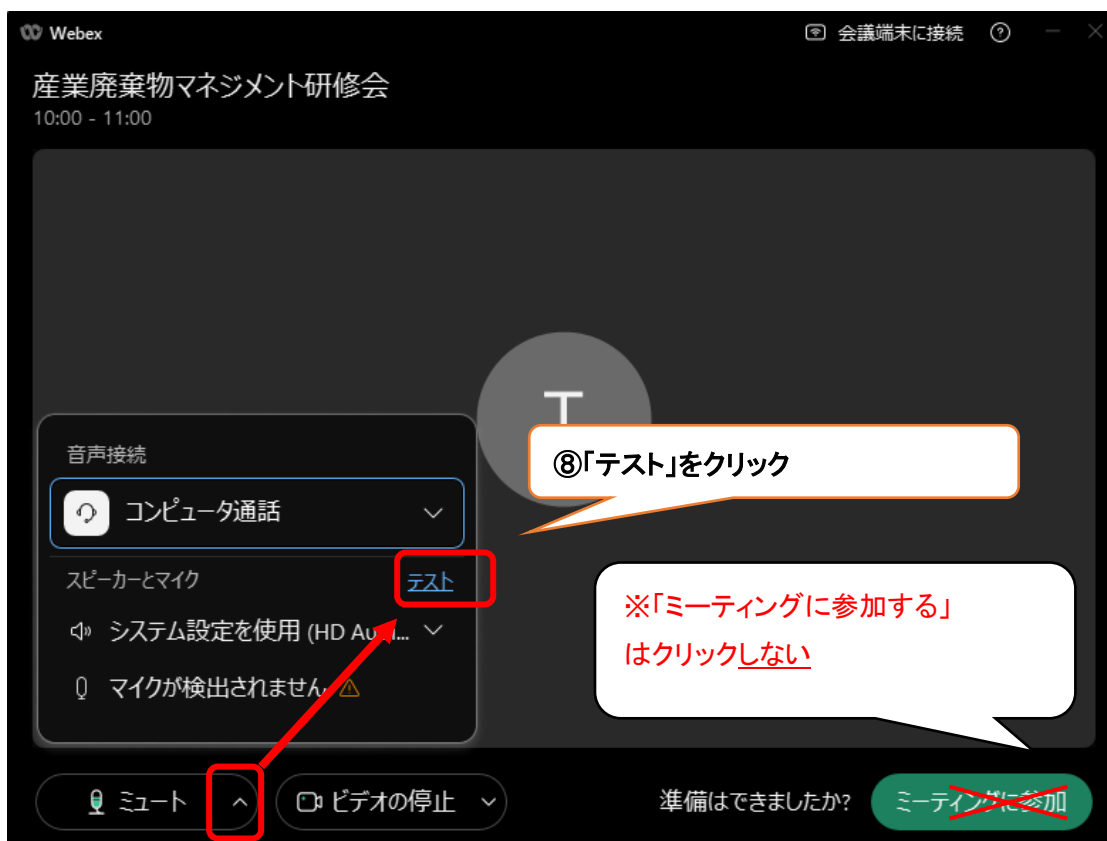 Webex
会議端末に接続
産業廃棄物マネジメント研修会
10:00 - 11:00
T
⑧「テスト」をクリック
音声接続
コンピュータ通話
スピーカーとマイク
テスト
システム設定を使用 (HD Au...
マイクが検出されません
※「ミーティングに参加する」
はクリックしない
ミュート
ビデオの停止
準備はできましたか?
ミーティングに参加